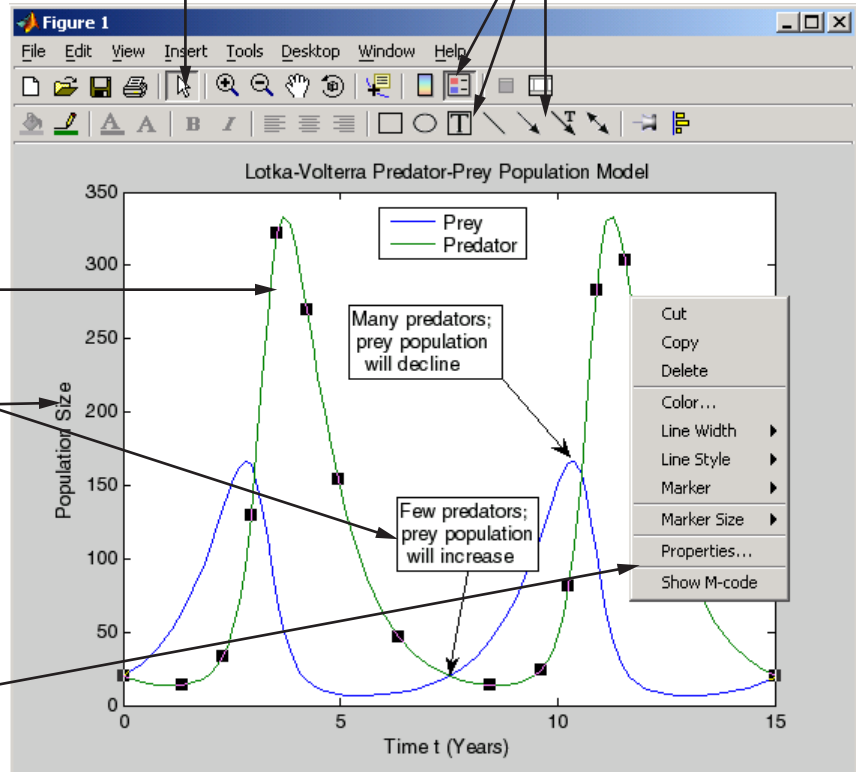 Figure 1
File Edit View Insert Tools Desktop Window Help
T T
A A B I
Lotka-Volterra Predator-Prey Population Model
350
300
250
200
150
100
50
0
Population Size
Prey
Predator
Many predators;
prey population
will decline
Few predators;
prey population
will increase
Cut
Copy
Delete
Color...
Line Width
Line Style
Marker
Marker Size
Properties...
Show M-code
0 5 10 15
Time t (Years)